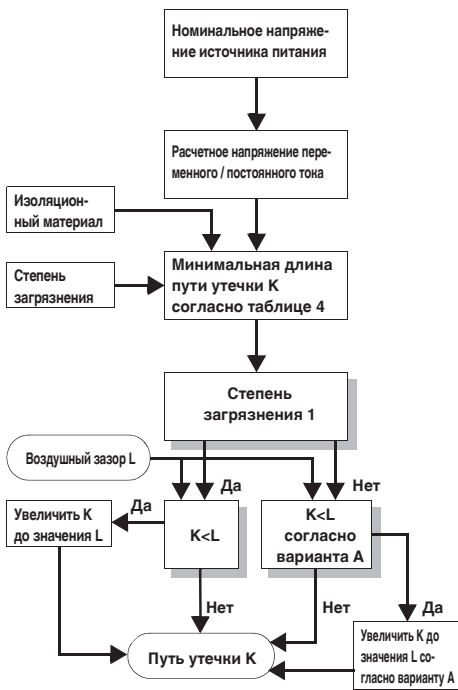 Номинальное напряже-
ние источника питания
Расчетное напряжение пере-
менного / постоянного тока
Изоляцион-
ный материал
Степень
загрязнения
Минимальная длина
пути утечки K
согласно таблице 4
Степень
загрязнения 1
Воздушный зазор L
Да
Нет
Увеличить K
до значения L
Да
K<L
K<L
согласно
варианта A
Нет
Нет
Да
Путь утечки K
Увеличить K до
значения L со-
гласно варианту A